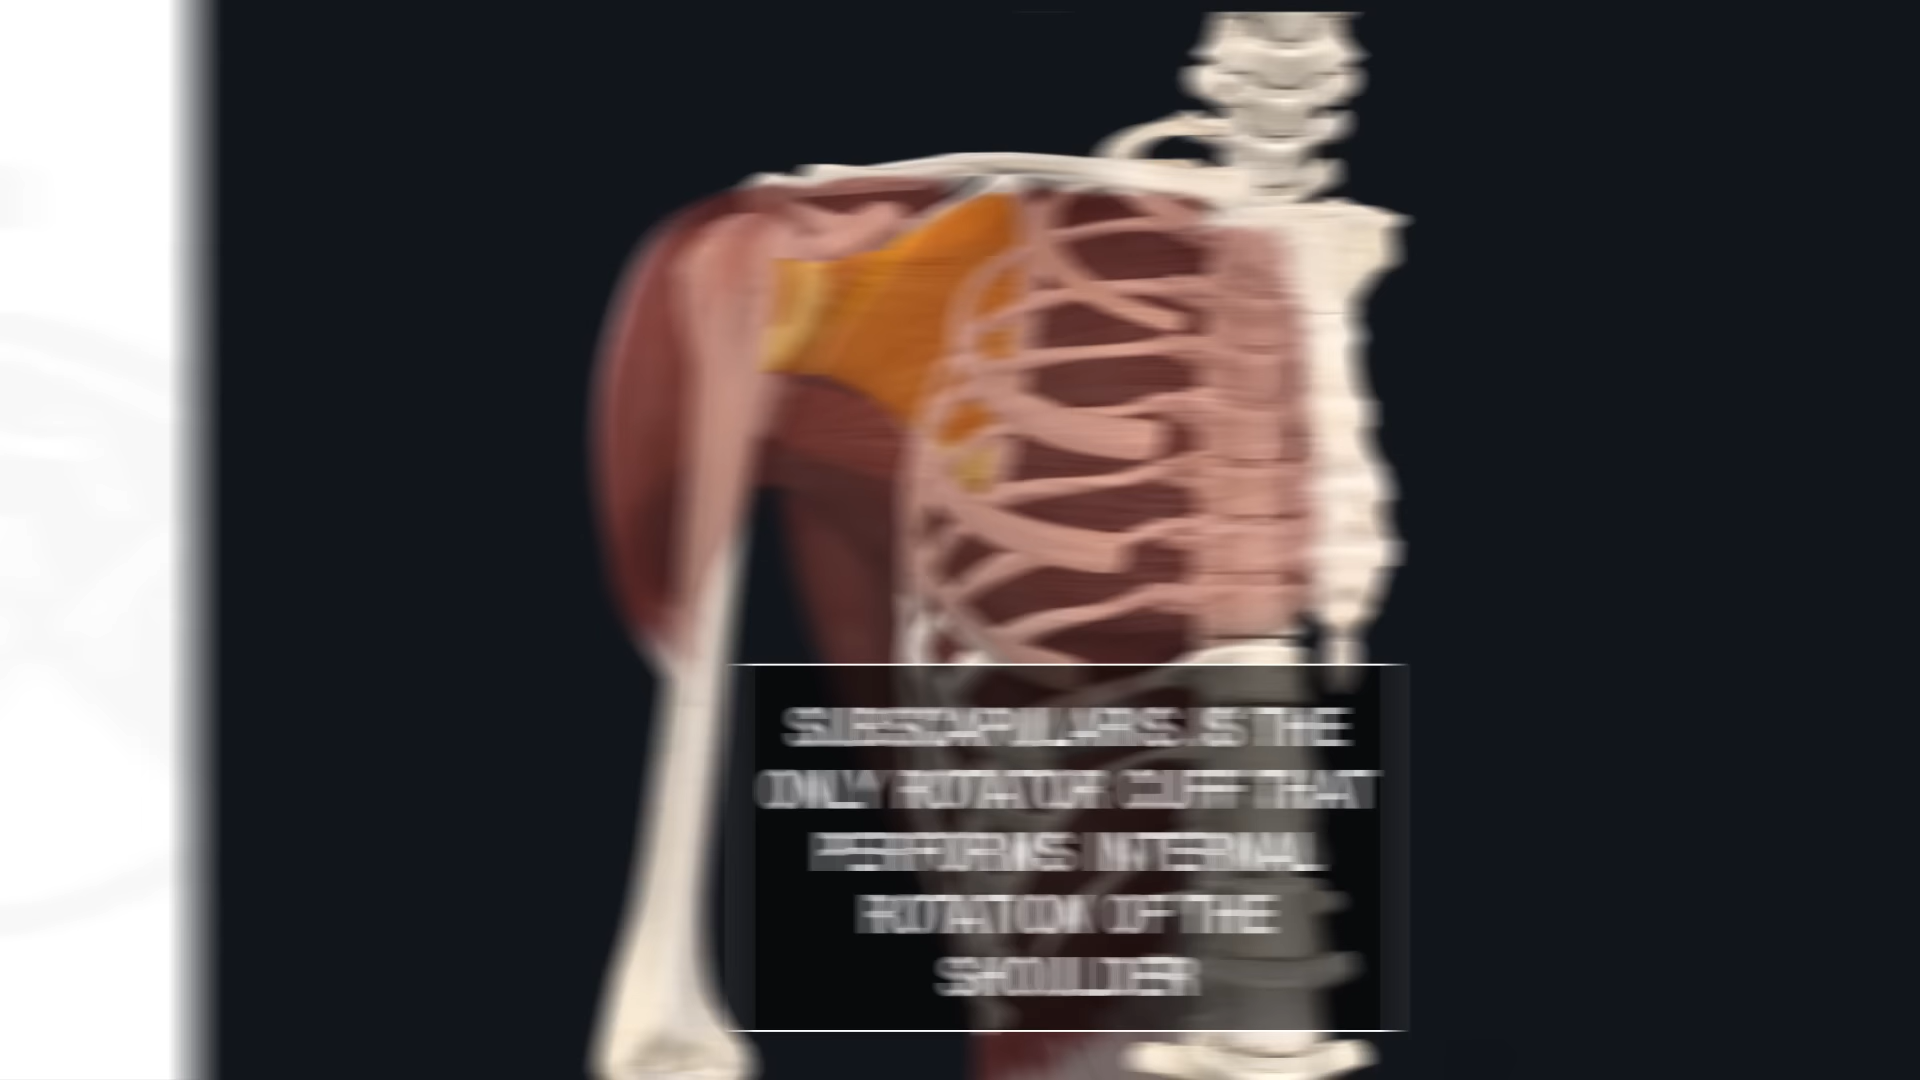 SUBSCAPULARIS IS THE
ONLY ROTATOR CUFF THAT
PERFORMS INTERNAL
ROTATION OF THE
SHOULDER